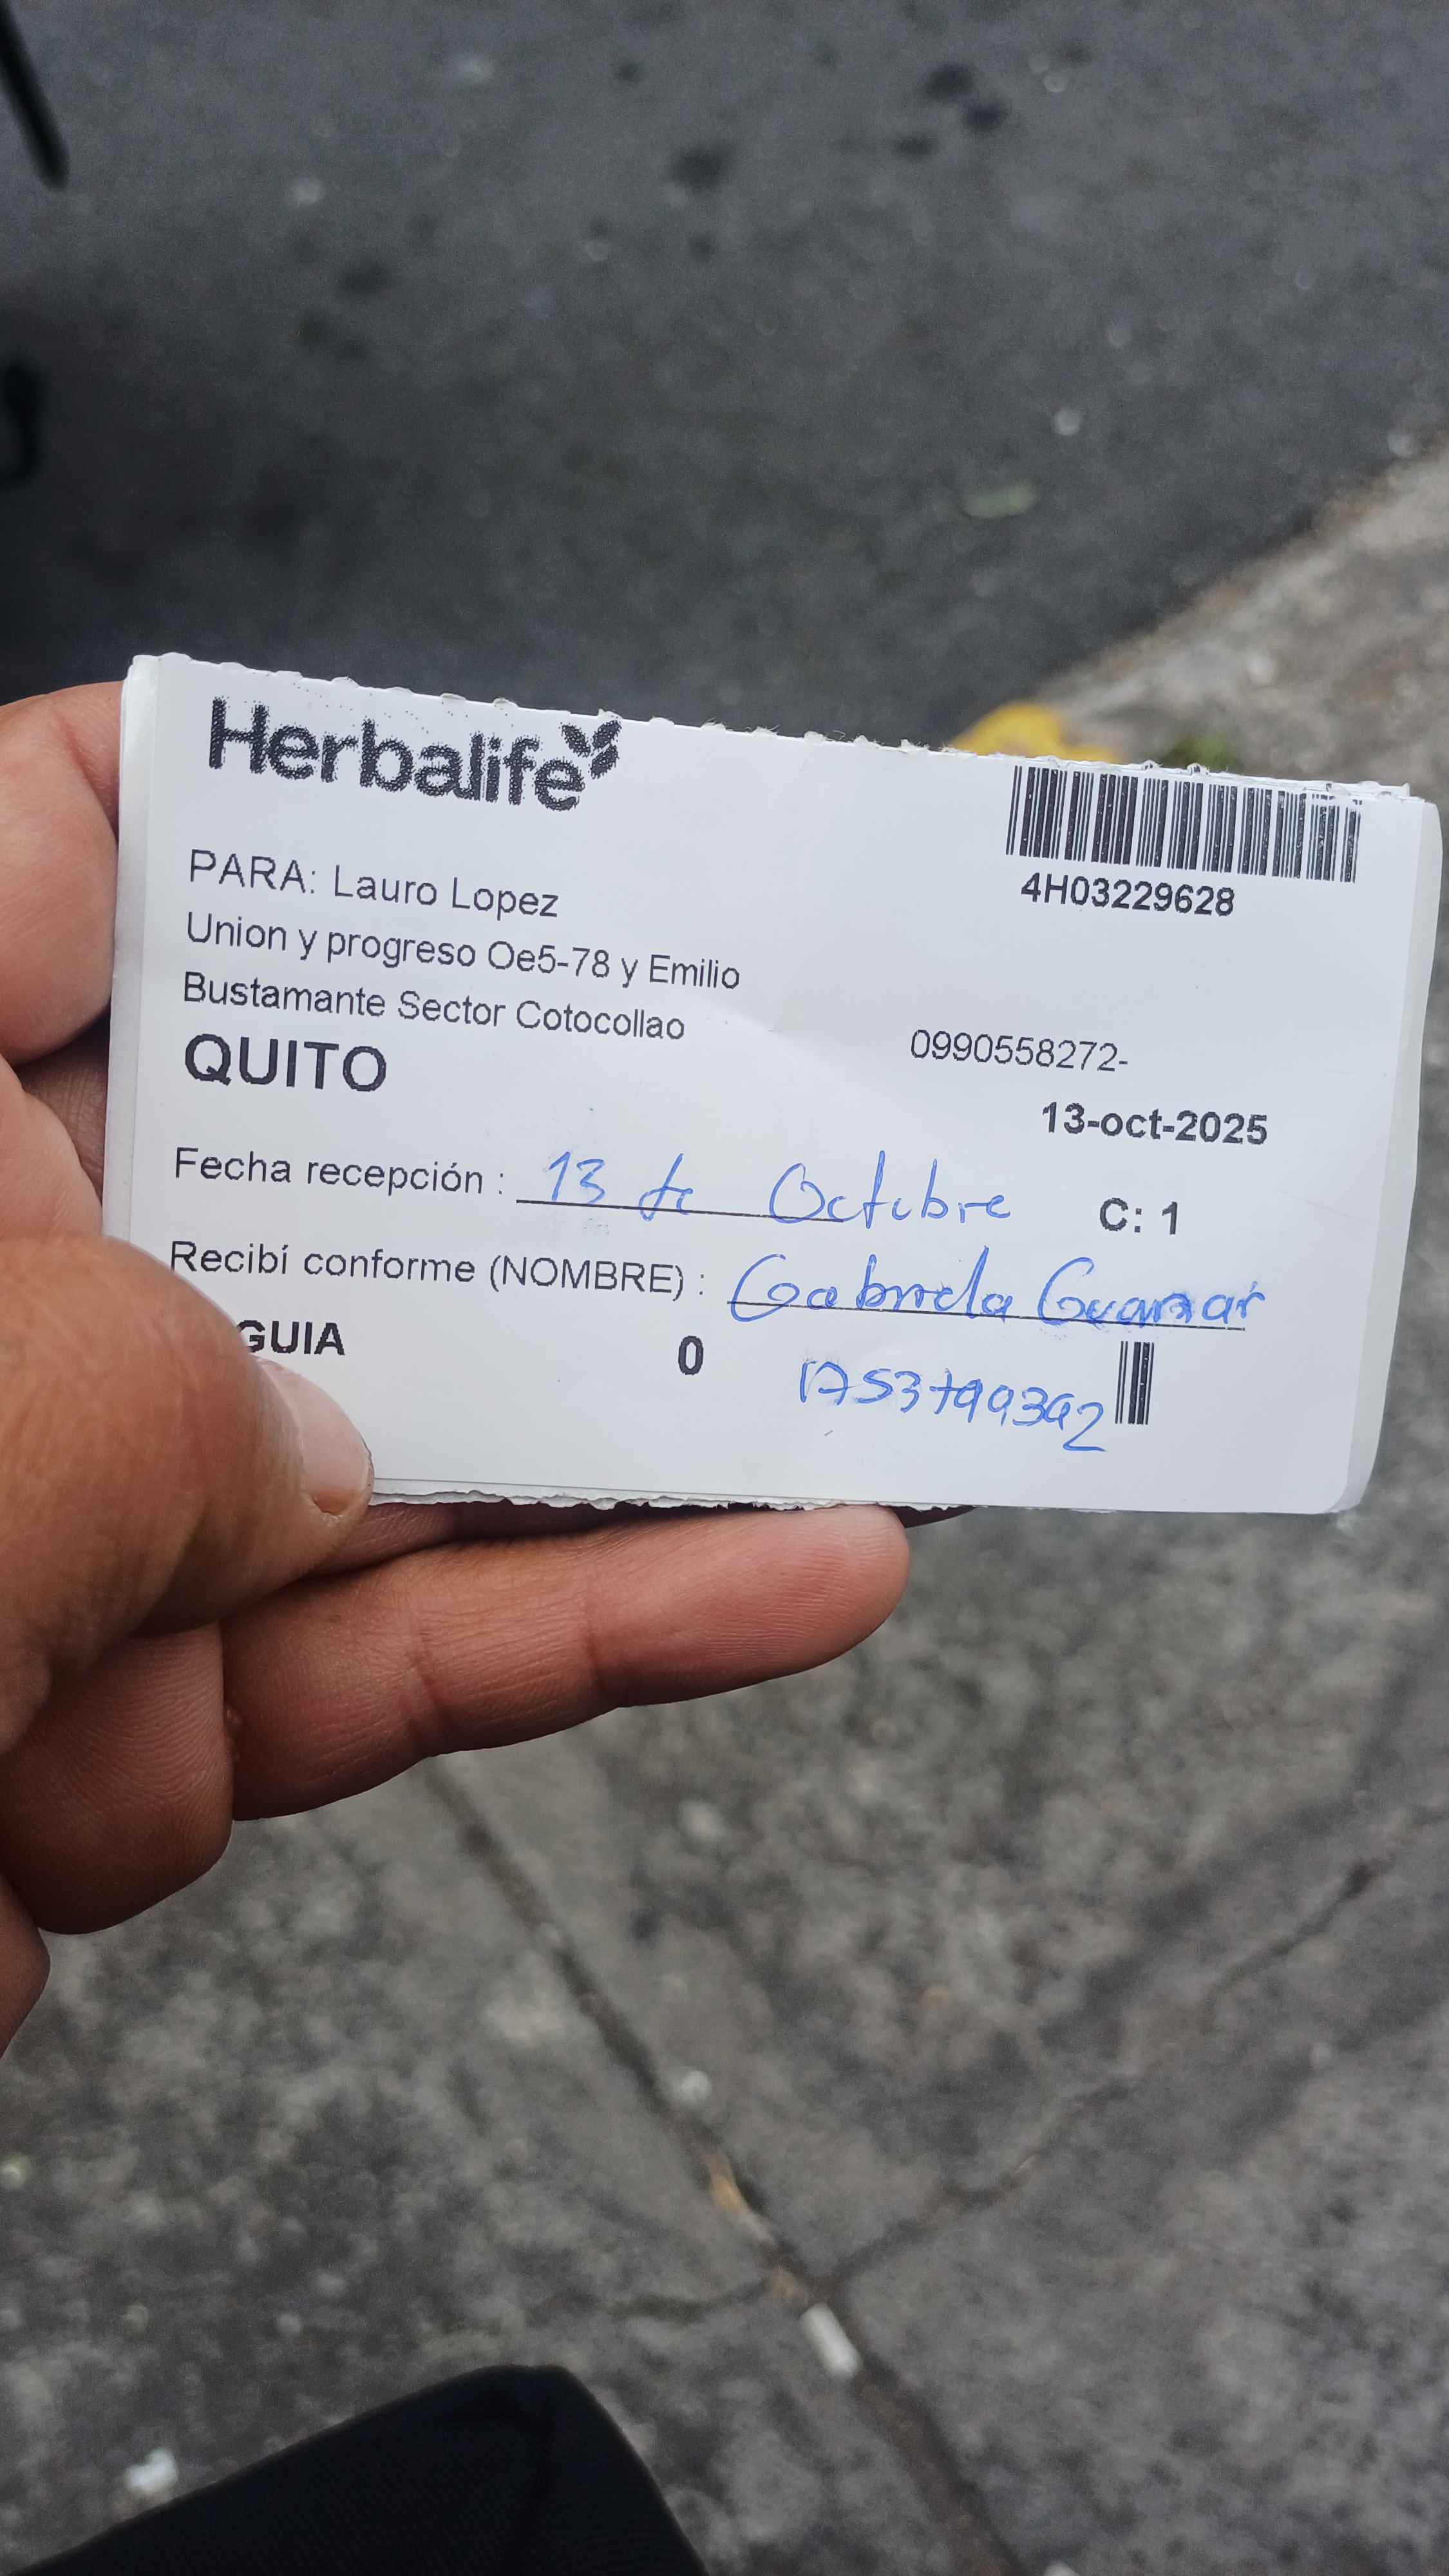 Herbalife
4H03229628
PARA: Lauro Lopez
Union y progreso Oe5-78 y Emilio
Bustamante Sector Cotocollao
QUITO
0990558272-
13-oct-2025
Fecha recepción : 13 de Octubre C: 1
Recibí conforme (NOMBRE) : Gabriela
GUIA 0 1753799392